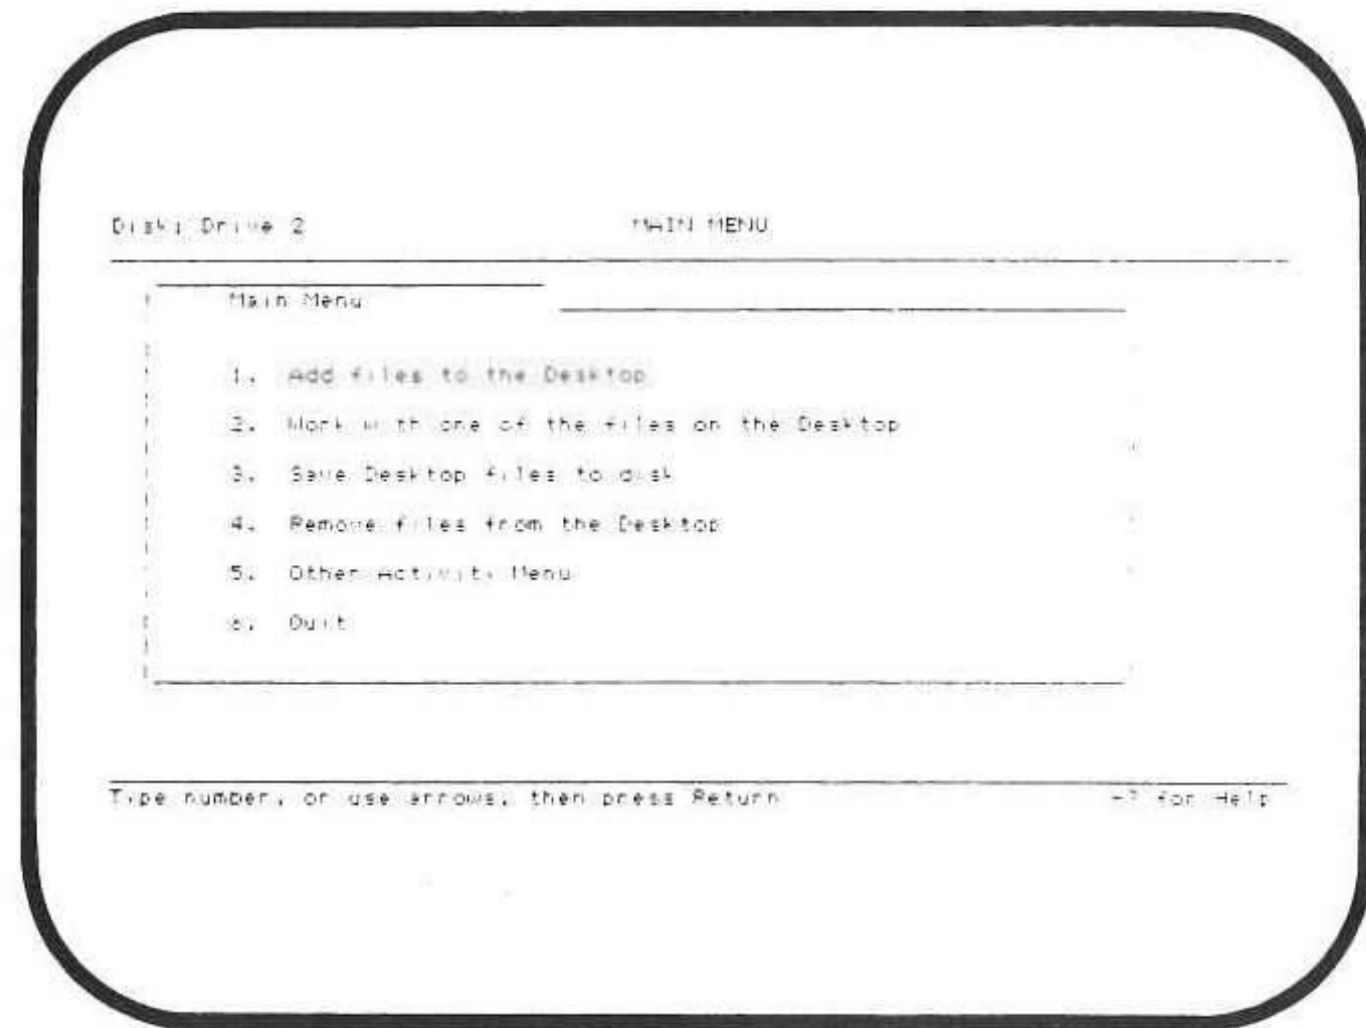 Disk: Drive 2 MAIN MENU
Main Menu
1. Add files to the Desktop
2. Work with one of the files on the Desktop
3. Save Desktop files to disk
4. Remove files from the Desktop
5. Other Activity Menu
6. Quit
Type number, or use arrows, then press Return -? for Help